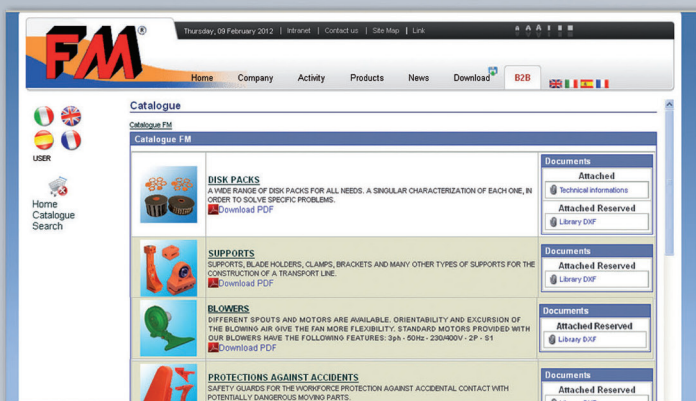 FM®
Thursday, 09 February 2012 | Intranet | Contact us | Site Map | Link
A A A
Home Company Activity Products News Download B2B
Catalogue
Catalogue FM
Catalogue FM
USER
Home
Catalogue
Search
DISK PACKS
A WIDE RANGE OF DISK PACKS FOR ALL NEEDS. A SINGULAR CHARACTERIZATION OF EACH ONE, IN
ORDER TO SOLVE SPECIFIC PROBLEMS.
Download PDF
Documents
Attached
Technical informations
Attached Reserved
Library DXF
SUPPORTS
SUPPORTS, BLADE HOLDERS, CLAMPS, BRACKETS AND MANY OTHER TYPES OF SUPPORTS FOR THE
CONSTRUCTION OF A TRANSPORT LINE.
Download PDF
Documents
Attached Reserved
Library DXF
BLOWERS
DIFFERENT SPOUTS AND MOTORS ARE AVAILABLE. ORIENTABILITY AND EXCURSION OF
THE BLOWING AIR GIVE THE FAN MORE FLEXIBILITY. STANDARD MOTORS PROVIDED WITH
OUR BLOWERS HAVE THE FOLLOWING FEATURES: 3ph - 50Hz - 230/400V - 2P - S1
Download PDF
Documents
Attached Reserved
Library DXF
PROTECTIONS AGAINST ACCIDENTS
SAFETY GUARDS FOR THE WORKFORCE PROTECTION AGAINST ACCIDENTAL CONTACT WITH
POTENTIALLY DANGEROUS MOVING PARTS.
Documents
Attached Reserved